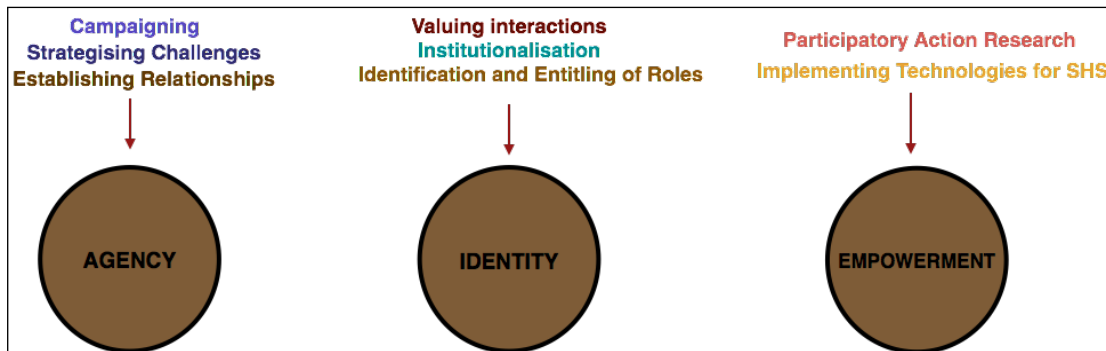 Campaigning
Strategising Challenges
Establishing Relationships
AGENCY
Valuing interactions
Institutionalisation
Identification and Entitling of Roles
IDENTITY
Participatory Action Research
Implementing Technologies for SHS
EMPOWERMENT